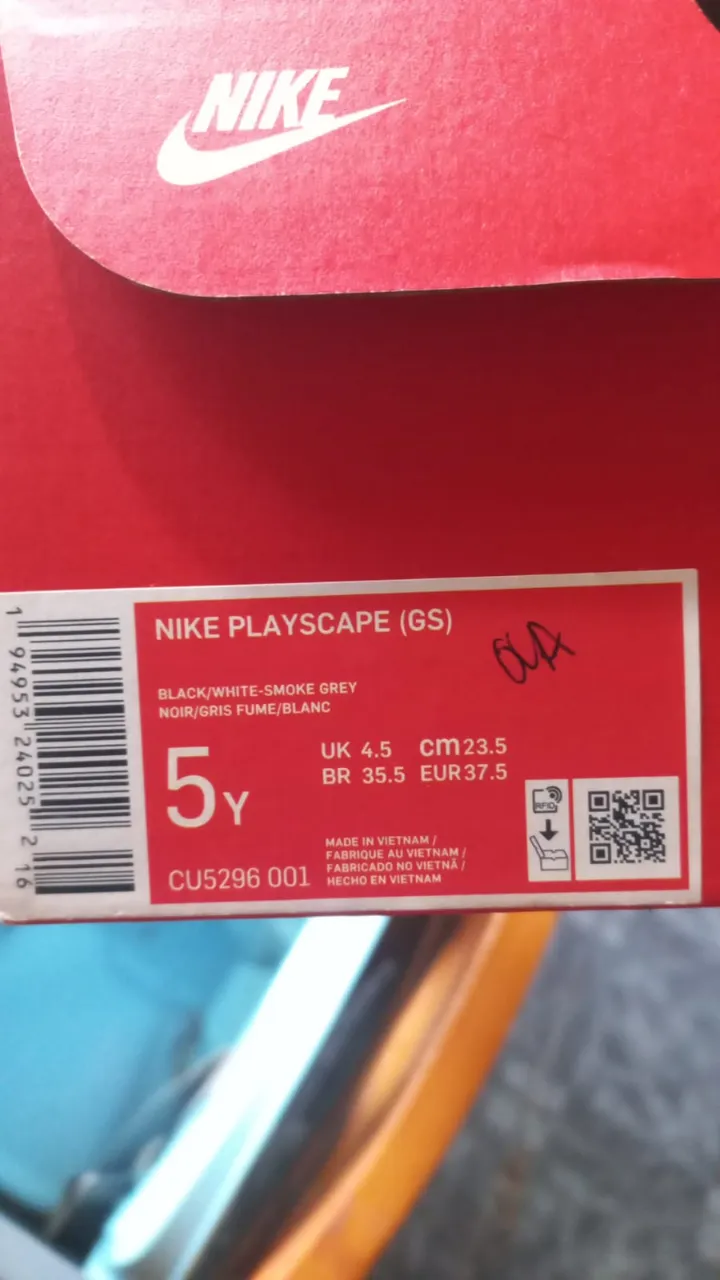 NIKE
NIKE PLAYSCAPE (GS)
BLACK/WHITE-SMOKE GREY
NOIR/GRIS FUME/BLANC
5Y
UK 4.5 cm 23.5
BR 35.5 EUR 37.5
MADE IN VIETNAM /
FABRIQUE AU VIETNAM /
FABRICADO NO VIETNÃ /
HECHO EN VIETNAM
CU5296 001
RFID
1 94953 24025 2 16